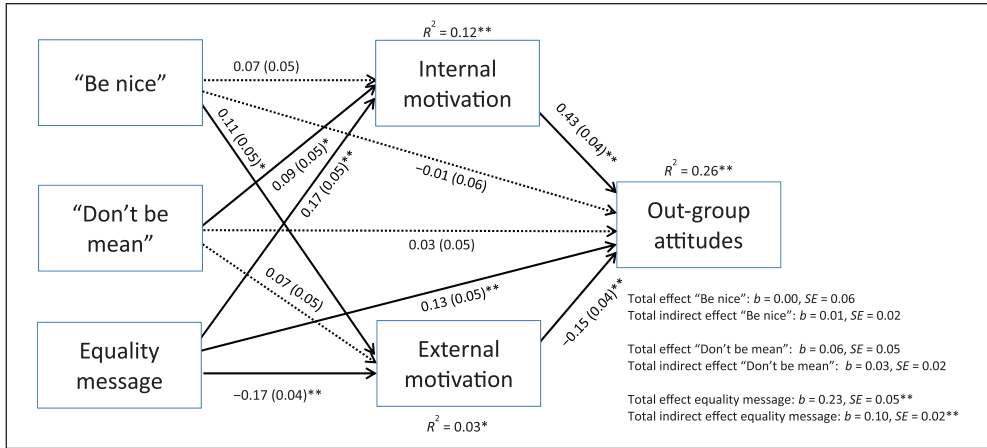 R² = 0.12**
“Be nice”
Internal
motivation
0.07 (0.05)
0.11 (0.05)*
0.09 (0.05)*
0.17 (0.05)**
−0.01 (0.06)
0.43 (0.04)**
R² = 0.26**
“Don’t be
mean”
Out-group
attitudes
0.03 (0.05)
0.07 (0.05)
0.13 (0.05)**
−0.15 (0.04)**
Equality
message
External
motivation
−0.17 (0.04)**
R² = 0.03*
Total effect “Be nice”: b = 0.00, SE = 0.06
Total indirect effect “Be nice”: b = 0.01, SE = 0.02
Total effect “Don’t be mean”: b = 0.06, SE = 0.05
Total indirect effect “Don’t be mean”: b = 0.03, SE = 0.02
Total effect equality message: b = 0.23, SE = 0.05**
Total indirect effect equality message: b = 0.10, SE = 0.02**